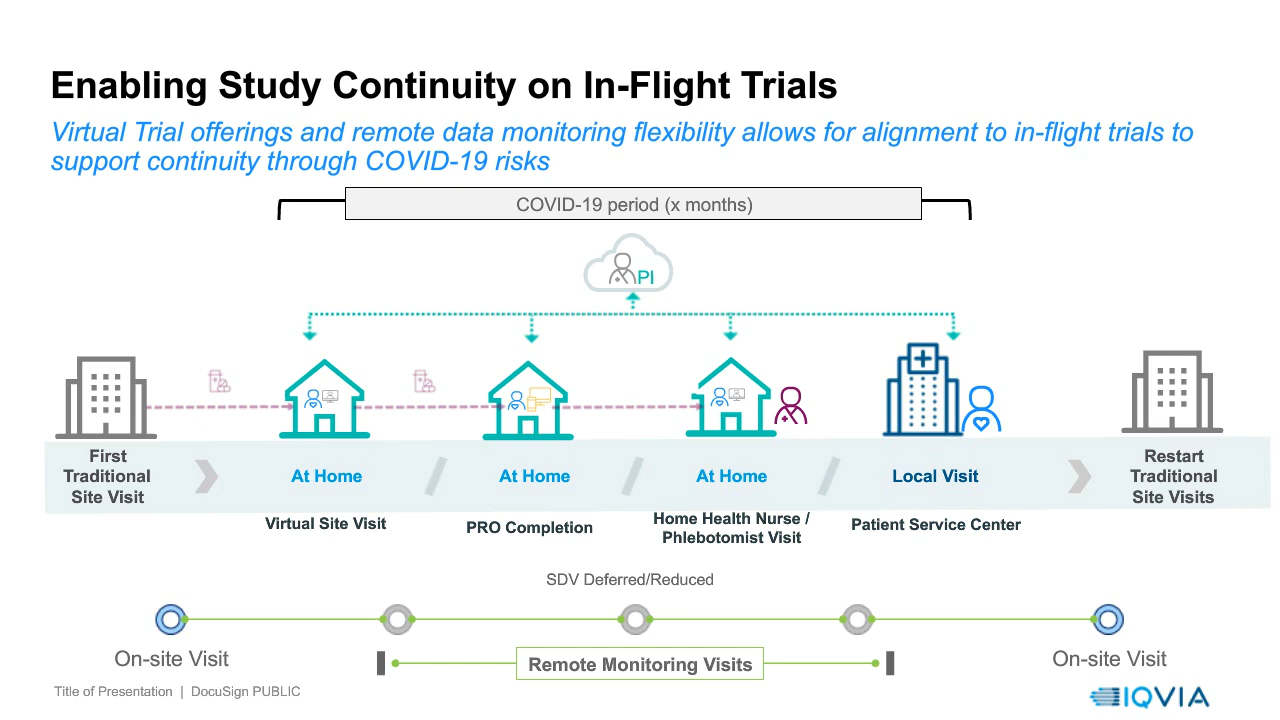 Enabling Study Continuity on In-Flight Trials
Virtual Trial offerings and remote data monitoring flexibility allows for alignment to in-flight trials to
support continuity through COVID-19 risks
COVID-19 period (x months)
PI
First
Traditional
Site Visit
At Home
At Home
At Home
Local Visit
Restart
Traditional
Site Visits
Virtual Site Visit
PRO Completion
Home Health Nurse /
Phlebotomist Visit
Patient Service Center
SDV Deferred/Reduced
On-site Visit
Remote Monitoring Visits
On-site Visit
Title of Presentation | DocuSign PUBLIC
IQVIA